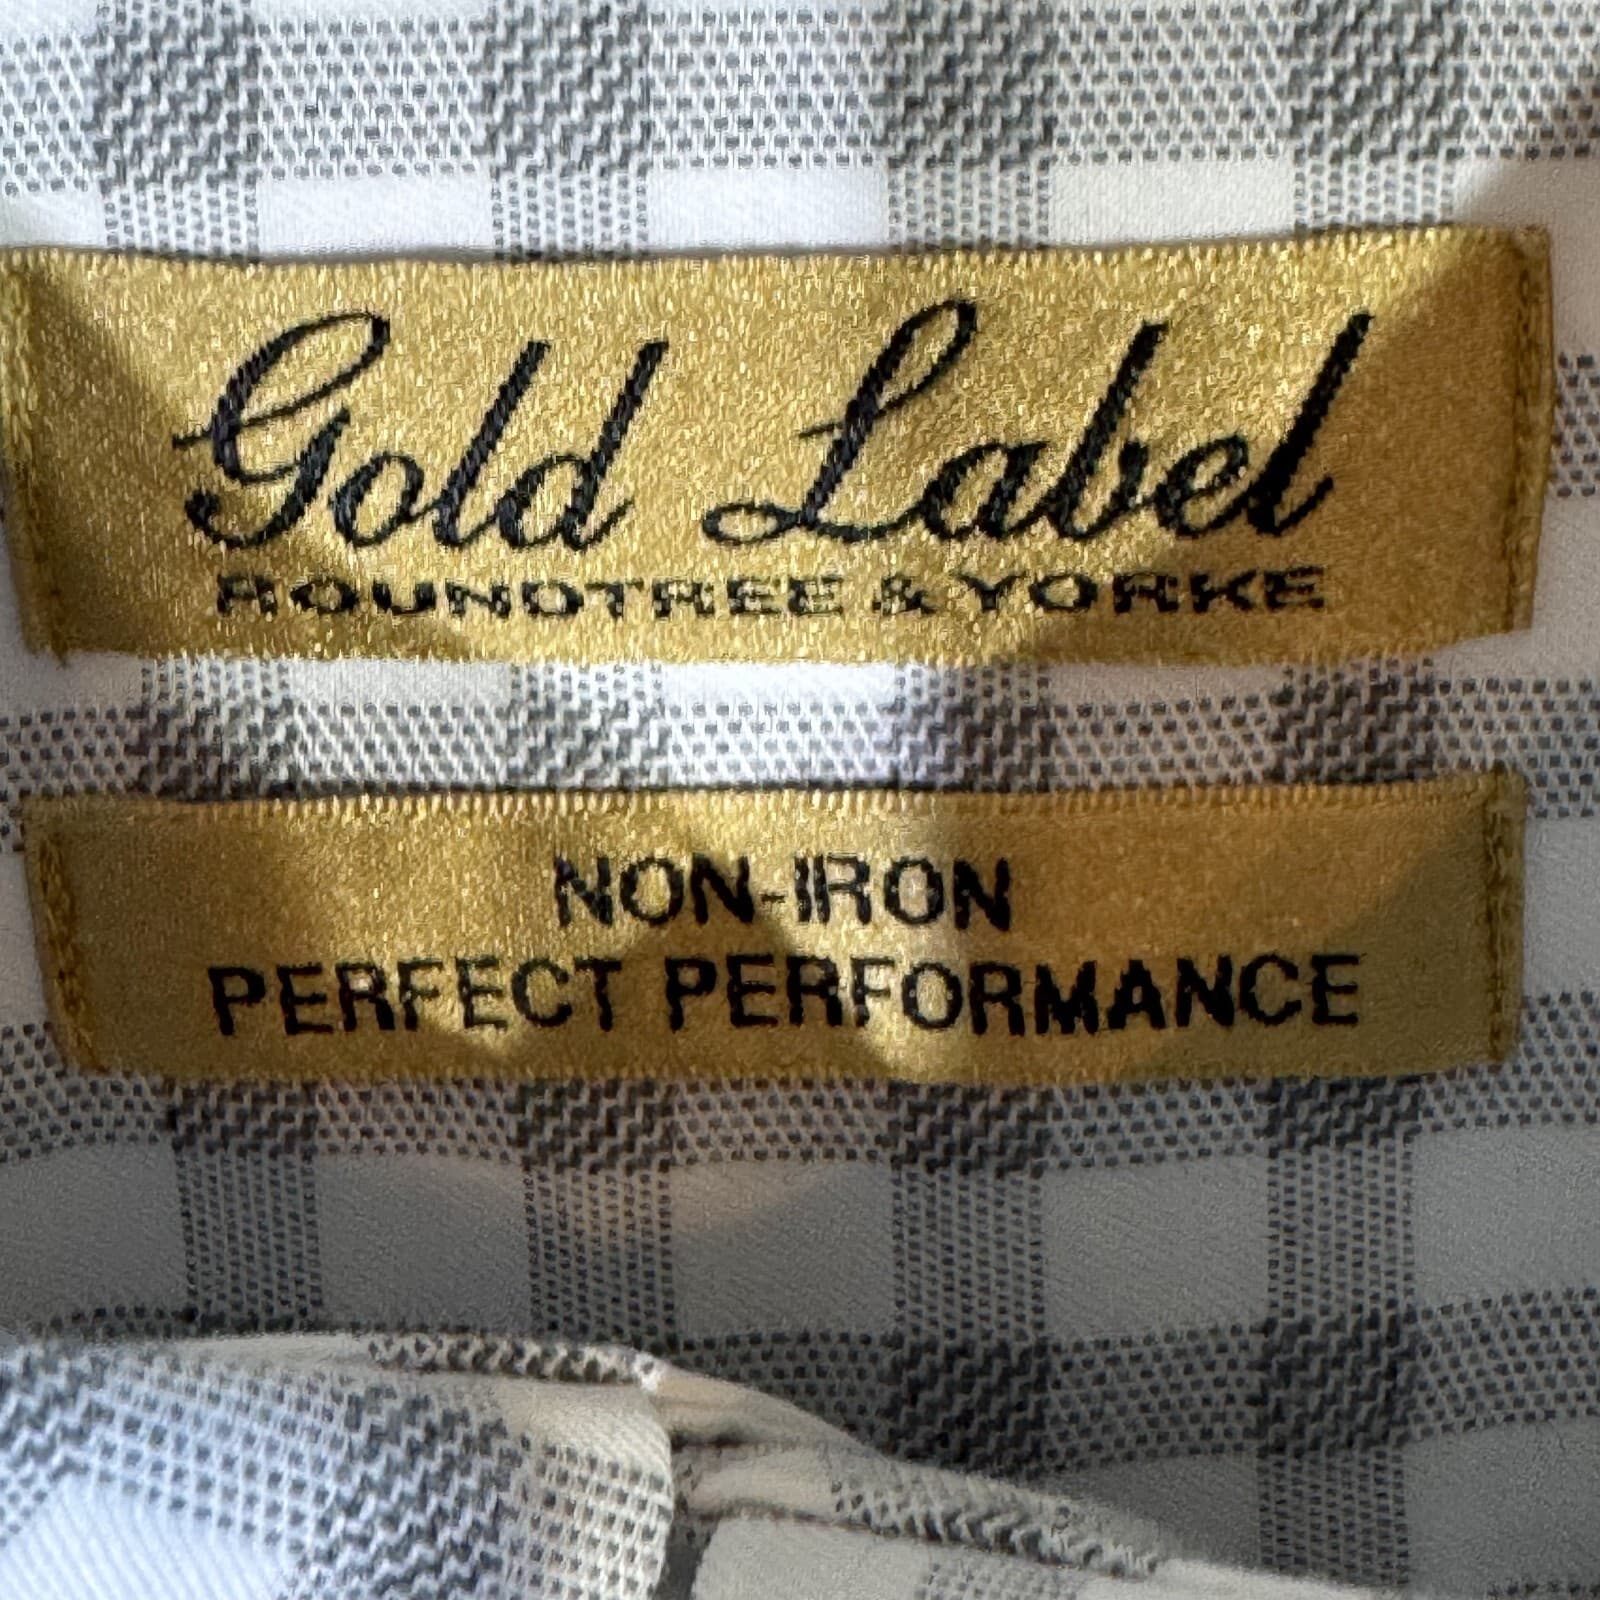 Gold Label
ROUNDTREE & YORKE
NON-IRON
PERFECT PERFORMANCE